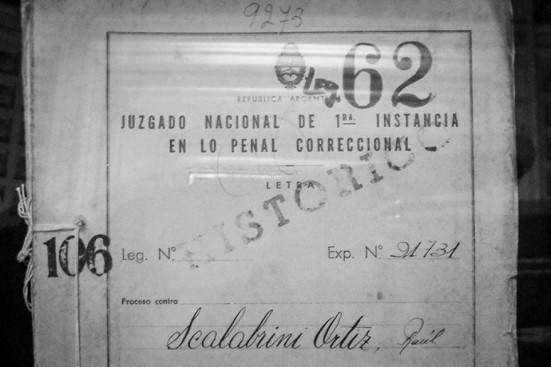 9273
62
REPUBLICA ARGENTINA
JUZGADO NACIONAL DE 1RA. INSTANCIA
EN LO PENAL CORRECCIONAL
LETRA
HISTORICO
106
Leg. N.º Exp. N.º 91731
Proceso contra
Scalabrini Ortiz, Raúl